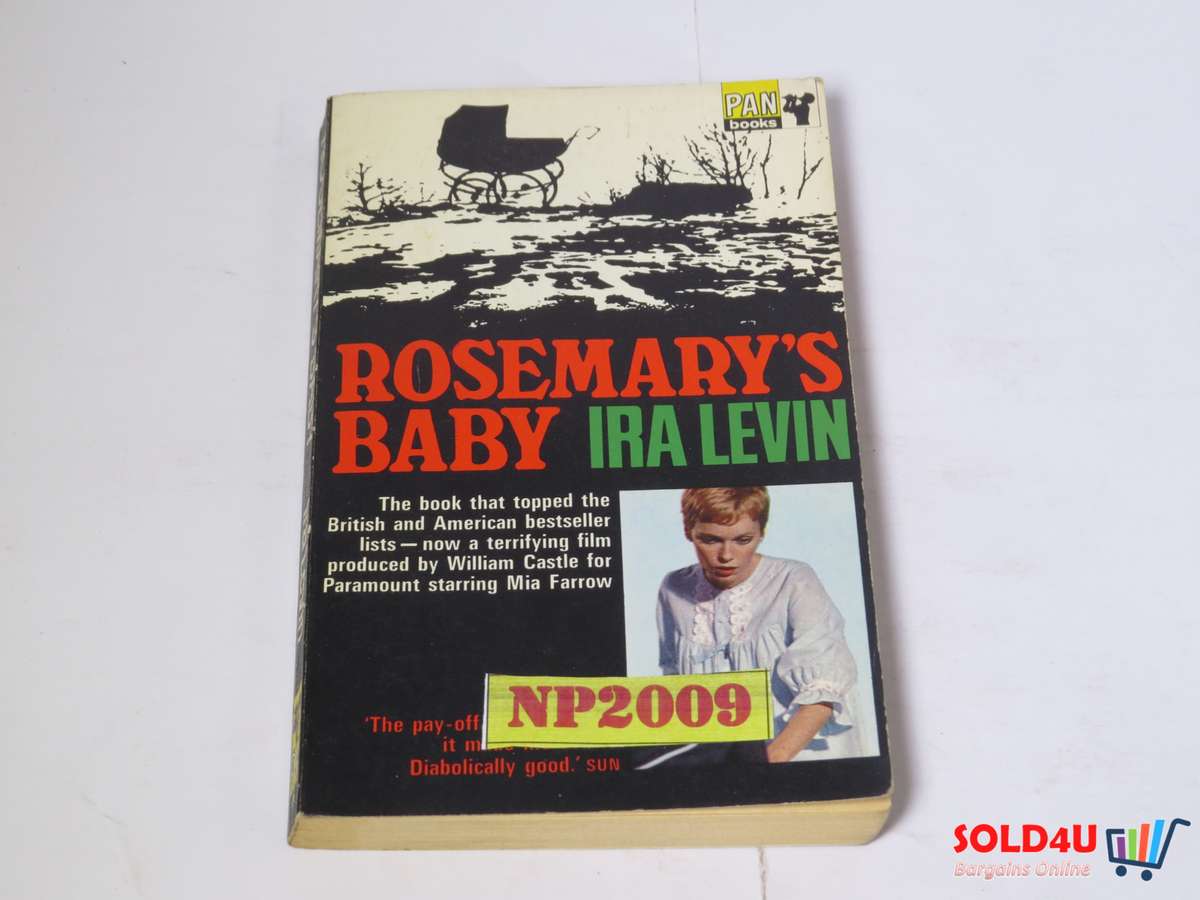 PAN
books
ROSEMARY'S
BABY IRA LEVIN
The book that topped the
British and American bestseller
lists — now a terrifying film
produced by William Castle for
Paramount starring Mia Farrow
NP2009
'The pay-off
it
Diabolically good.' SUN
SOLD4U
Bargains Online